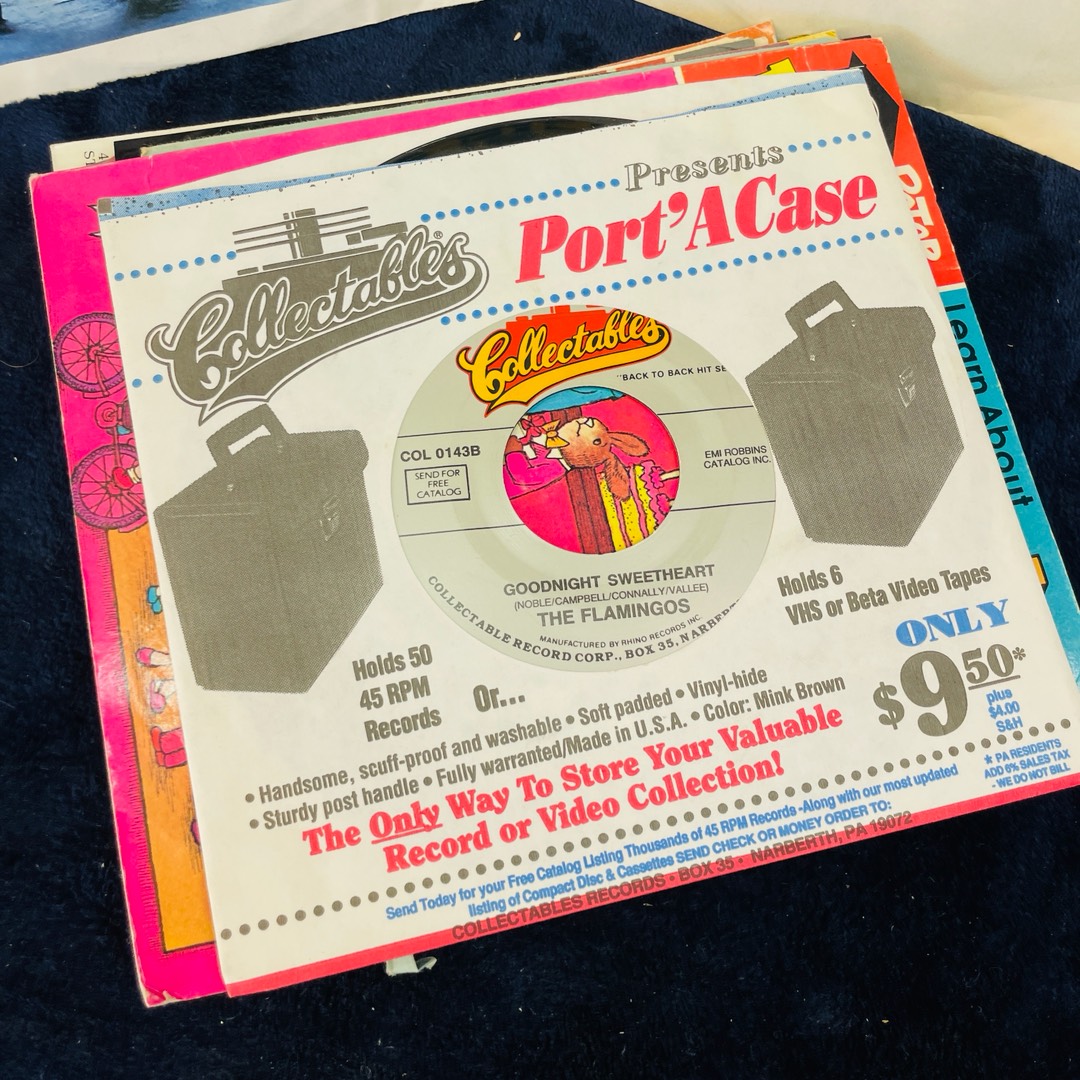 Presents
Port'ACase
Collectables®
Collectables
"BACK TO BACK HIT SE
COL 0143B
SEND FOR
FREE
CATALOG
EMI ROBBINS
CATALOG INC.
GOODNIGHT SWEETHEART
(NOBLE/CAMPBELL/CONNALLY/VALLEE)
THE FLAMINGOS
MANUFACTURED BY RHINO RECORDS INC.
COLLECTABLE RECORD CORP., BOX 35, NARBERT
Holds 50
45 RPM
Records
Or...
Holds 6
VHS or Beta Video Tapes
ONLY
$9.50*
plus
$4.00
S&H
• Handsome, scuff-proof and washable • Soft padded • Vinyl-hide
• Sturdy post handle • Fully warranted/Made in U.S.A. • Color: Mink Brown
The Only Way To Store Your Valuable
Record or Video Collection!
* PA RESIDENTS
ADD 6% SALES TAX
- WE DO NOT BILL
Send Today for your Free Catalog Listing Thousands of 45 RPM Records -Along with our most updated
listing of Compact Disc & Cassettes SEND CHECK OR MONEY ORDER TO:
COLLECTABLES RECORDS • BOX 35 • NARBERTH, PA 19072
Learn About